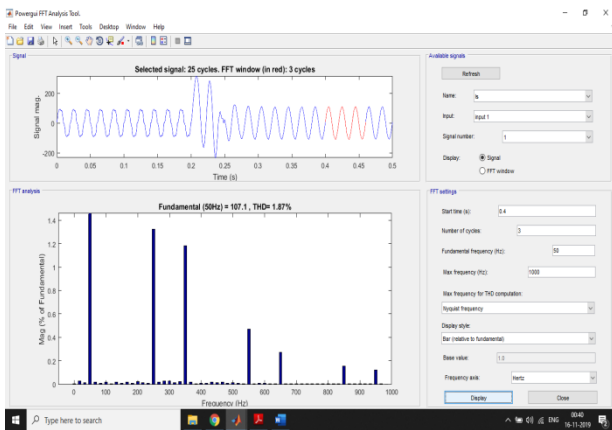 Powergui FFT Analysis Tool.
File Edit View Insert Tools Desktop Window Help
Signal
Selected signal: 25 cycles. FFT window (in red): 3 cycles
Signal mag.
200
0
-200
0 0.05 0.1 0.15 0.2 0.25 0.3 0.35 0.4 0.45 0.5
Time (s)
FFT analysis
Fundamental (50Hz) = 107.1 , THD= 1.87%
Mag (% of Fundamental)
1.4
1.2
1
0.8
0.6
0.4
0.2
0
0 100 200 300 400 500 600 700 800 900 1000
Frequency (Hz)
Available signals
Refresh
Name:
Input: input 1
Signal number: 1
Display: Signal
FFT window
FFT settings
Start time (s): 0.4
Number of cycles: 3
Fundamental frequency (Hz): 50
Max frequency (Hz): 1000
Max frequency for THD computation:
Nyquist frequency
Display style:
Bar (relative to fundamental)
Base value: 1.0
Frequency axis: Hertz
Display Close
Type here to search
ENG
00:40
16-11-2019